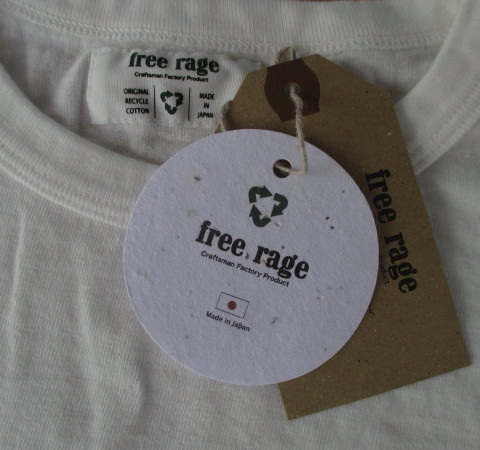 free rage
Craftsman Factory Product
ORIGINAL
RECYCLE
COTTON
MADE
IN
JAPAN
free rage
Craftsman Factory Product
Made in Japan
free rage